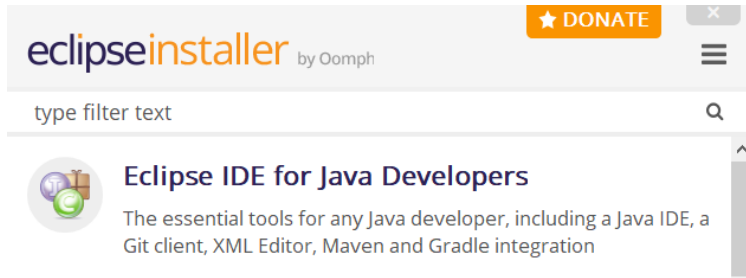 ★ DONATE
eclipseinstaller by Oomph
type filter text
Eclipse IDE for Java Developers
The essential tools for any Java developer, including a Java IDE, a
Git client, XML Editor, Maven and Gradle integration